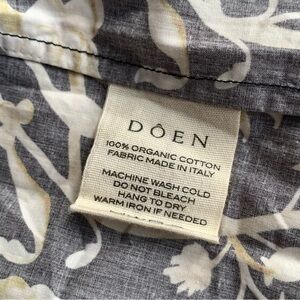 DÔEN
100% ORGANIC COTTON
FABRIC MADE IN ITALY
MACHINE WASH COLD
DO NOT BLEACH
HANG TO DRY
WARM IRON IF NEEDED